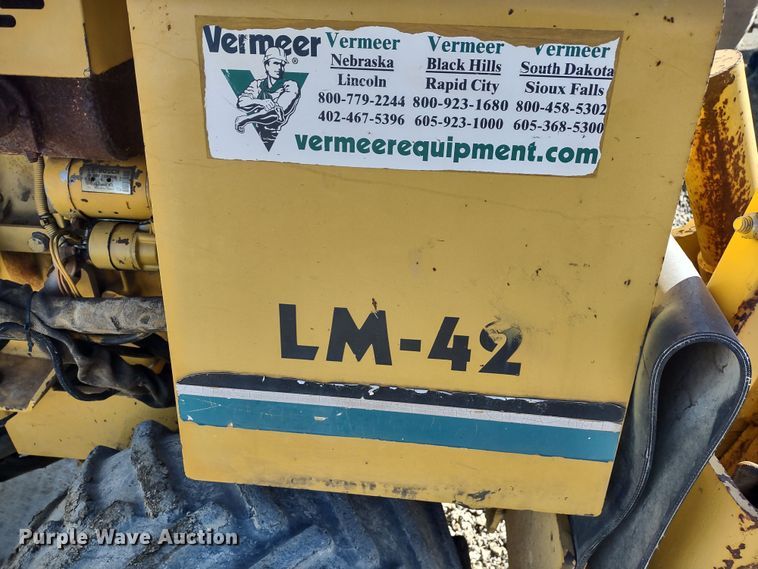 Vermeer ®
Vermeer
Nebraska
Lincoln
800-779-2244
402-467-5396
Vermeer
Black Hills
Rapid City
800-923-1680
605-923-1000
Vermeer
South Dakota
Sioux Falls
800-458-5302
605-368-5300
vermeerequipment.com
LM-42
Purple Wave Auction